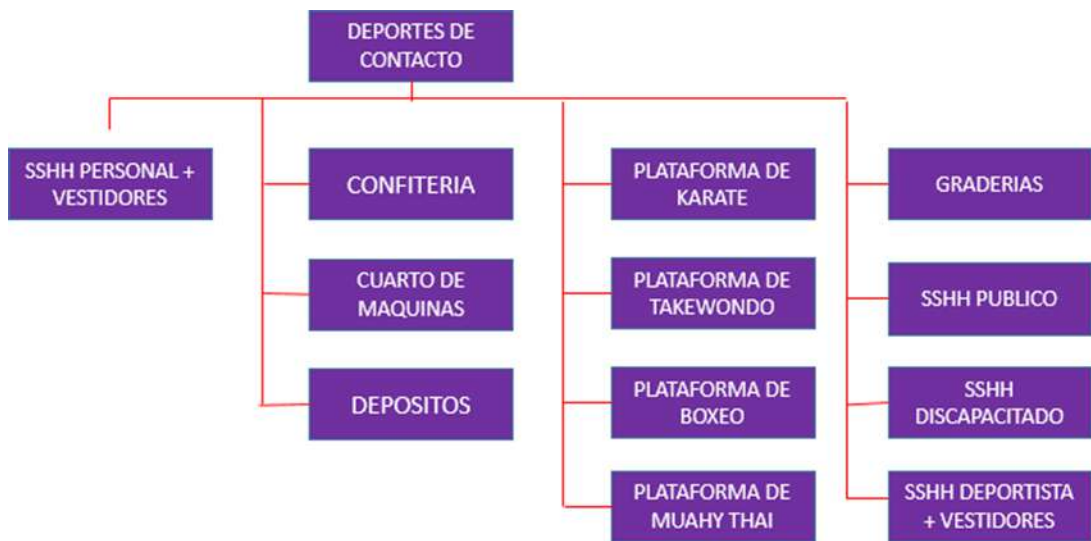 DEPORTES DE
CONTACTO
SSHH PERSONAL +
VESTIDORES
CONFITERIA
CUARTO DE
MAQUINAS
DEPOSITOS
PLATAFORMA DE
KARATE
PLATAFORMA DE
TAKEWONDO
PLATAFORMA DE
BOXEO
PLATAFORMA DE
MUAHY THAI
GRADERIAS
SSHH PUBLICO
SSHH
DISCAPACITADO
SSHH DEPORTISTA
+ VESTIDORES